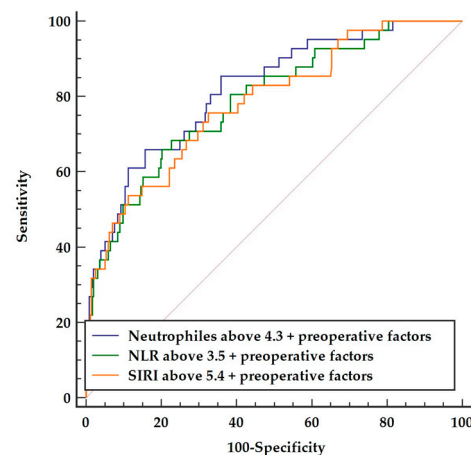 100
80
60
40
20
0
Sensitivity
Neutrophiles above 4.3 + preoperative factors
NLR above 3.5 + preoperative factors
SIRI above 5.4 + preoperative factors
0 20 40 60 80 100
100-Specificity